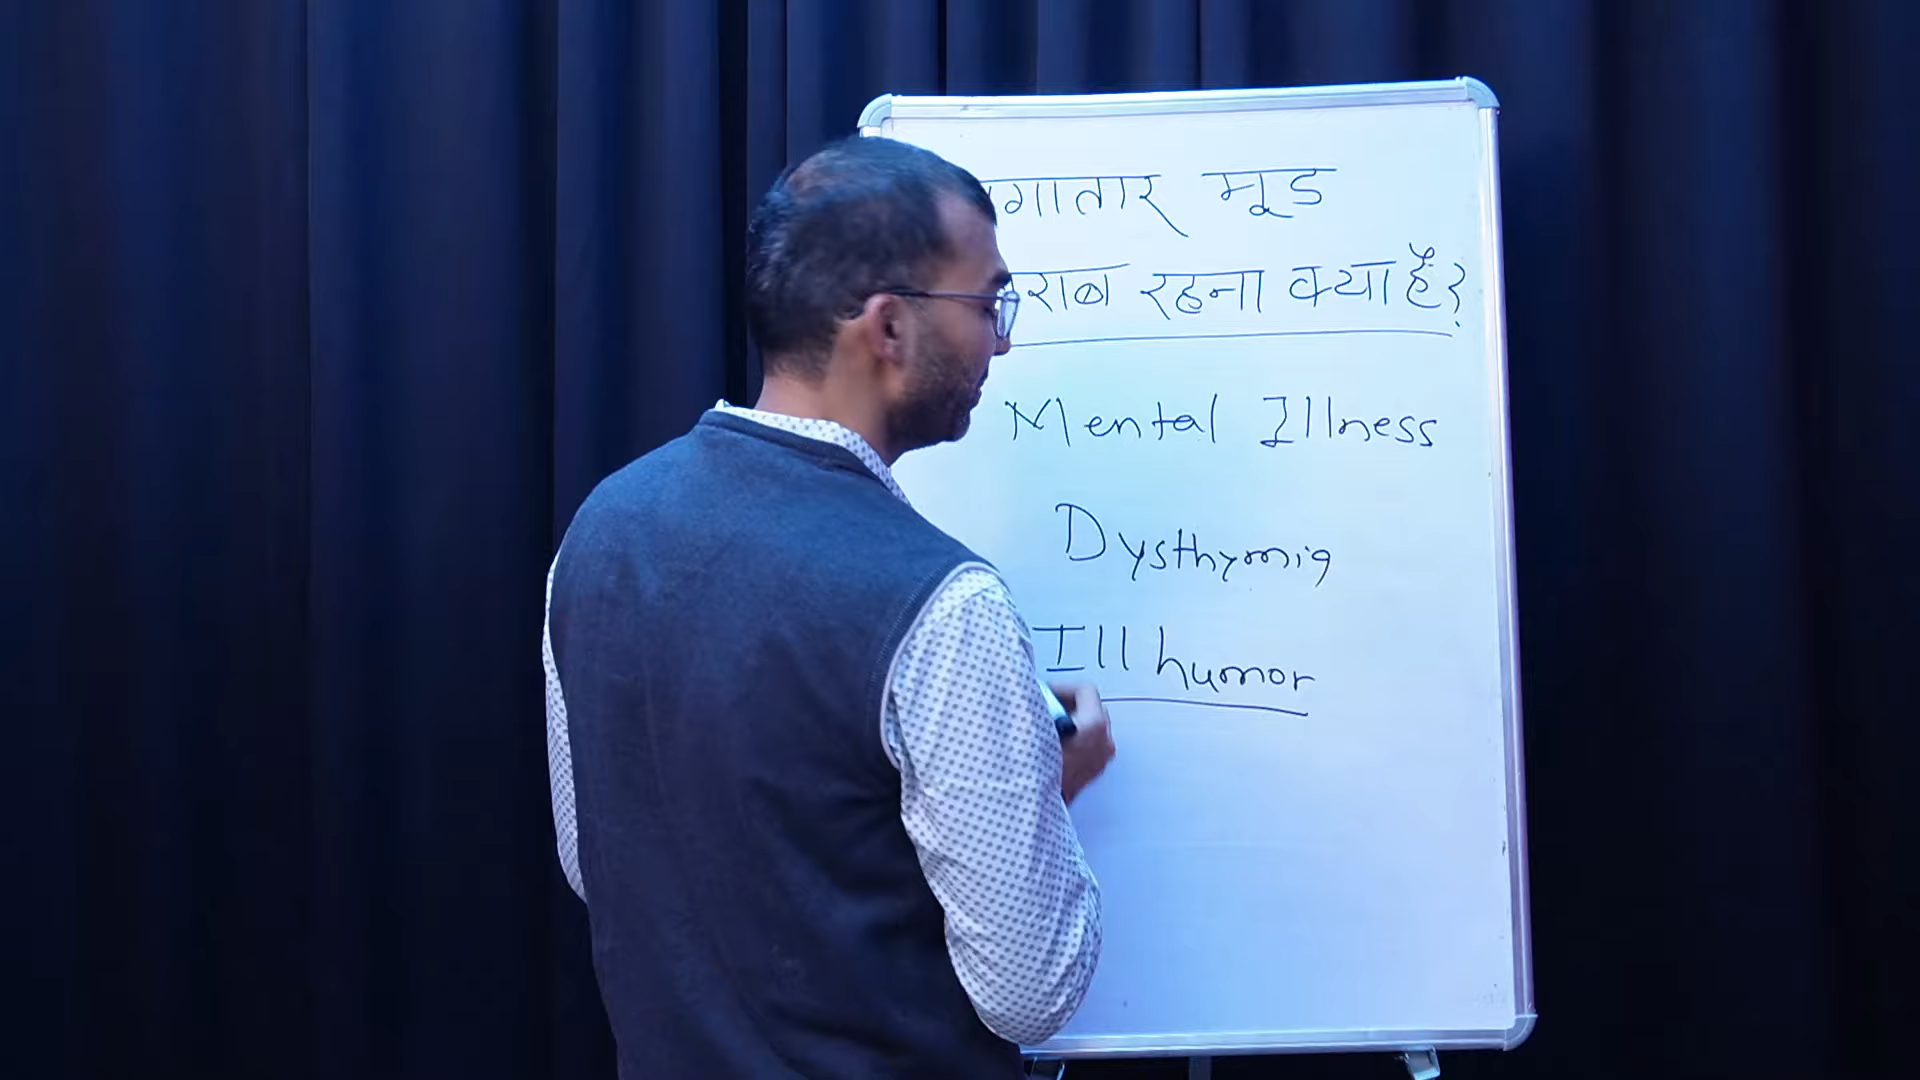 गातार मूड
राब रहना क्या है?
Mental Illness
Dysthymia
Ill humor